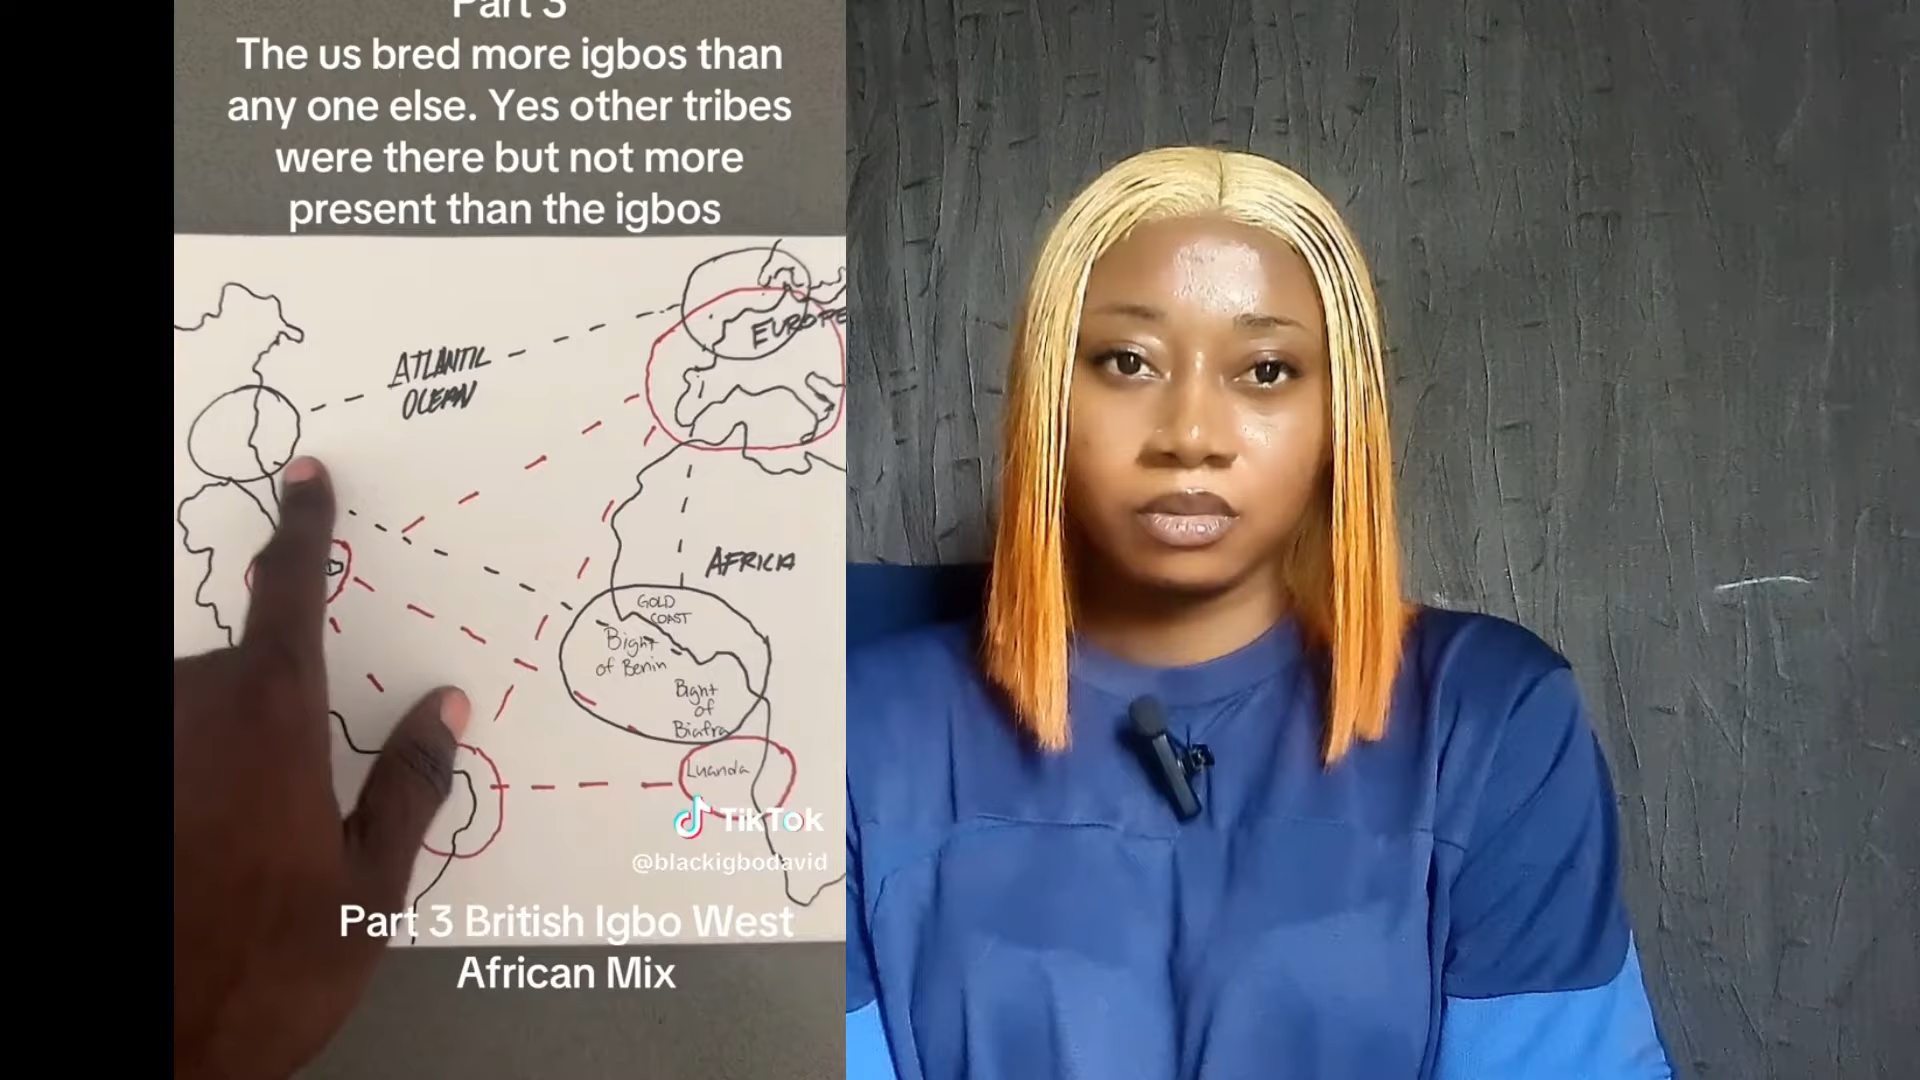 Part 3
The us bred more igbos than
any one else. Yes other tribes
were there but not more
present than the igbos
EUROPE
ATLANTIC
OCEAN
AFRICA
GOLD
COAST
Bight
of Benin
Bight
of
Biafra
Luanda
TikTok
@blackigbodavid
Part 3 British Igbo West
African Mix